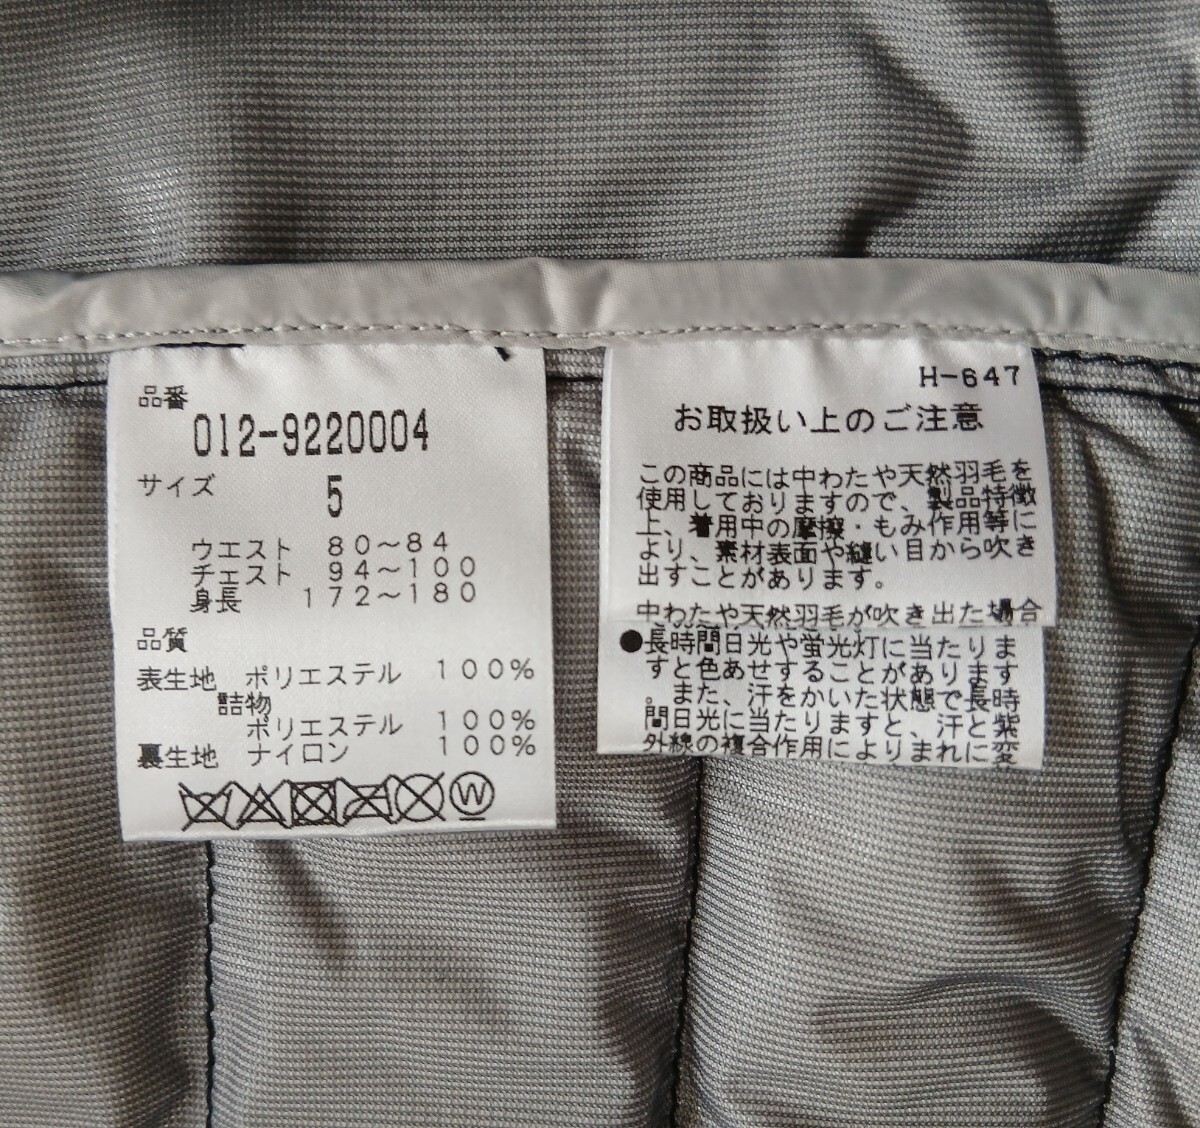 品番
012-9220004
サイズ 5
ウエスト 80~84
チェスト 94~100
身長 172~180
品質
表生地 ポリエステル 100%
詰物
ポリエステル 100%
裏生地 ナイロン 100%
W
H-647
お取扱い上のご注意
この商品には中わたや天然羽毛を
使用しておりますので、製品特徴
上、着用中の摩擦・もみ作用等に
より、素材表面や縫い目から吹き
出すことがあります。
中わたや天然羽毛が吹き出た場合
●長時間日光や蛍光灯に当たりま
すと色あせすることがあります
。また、汗をかいた状態で長時
間日光に当たりますと、汗と紫
外線の複合作用によりまれに変